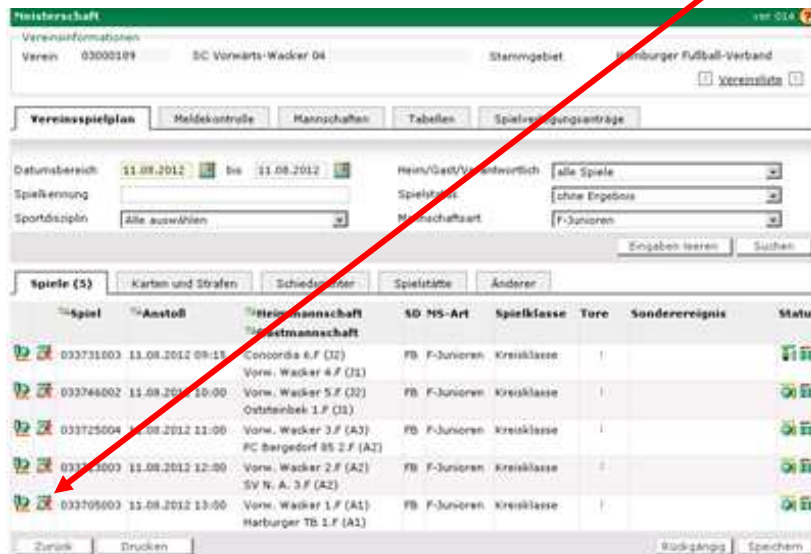 Meisterschaft
Vereinsinformationen
Verein 03000109 SC Vorwärts-Wacker 04 Stammgebiet Hamburger Fußball-Verband
Vereinsliste
Vereinsspielplan Meldekontrolle Mannschaften Tabellen Spielverlegungsanträge
Datumsbereich 11.08.2012 bis 11.08.2012 Heim/Gast/Verantwortlich alle Spiele
Spielkennung Spielstatus ohne Ergebnis
Sportdisziplin Alle auswählen Mannschaftsart F-Junioren
Eingaben leeren Suchen
Spiele (5) Karten und Strafen Schiedsrichter Spielstätte Änderer
Spiel Anstoß Heimmannschaft SD MS-Art Spielklasse Tore Sonderereignis Statu
Gastmannschaft
033731003 11.08.2012 09:15 Concordia 6.F (J2) FB F-Junioren Kreisklasse :
Vorw. Wacker 4.F (J1)
033746002 11.08.2012 10:00 Vorw. Wacker 5.F (J2) FB F-Junioren Kreisklasse :
Oststeinbek 1.F (J1)
033725004 11.08.2012 11:00 Vorw. Wacker 3.F (A3) FB F-Junioren Kreisklasse :
FC Bergedorf 85 2.F (A2)
11.08.2012 12:00 Vorw. Wacker 2.F (A2) FB F-Junioren Kreisklasse :
SV N. A. 3.F (A2)
033705003 11.08.2012 13:00 Vorw. Wacker 1.F (A1) FB F-Junioren Kreisklasse :
Harburger TB 1.F (A1)
Zurück Drucken Rückgängig Speichern